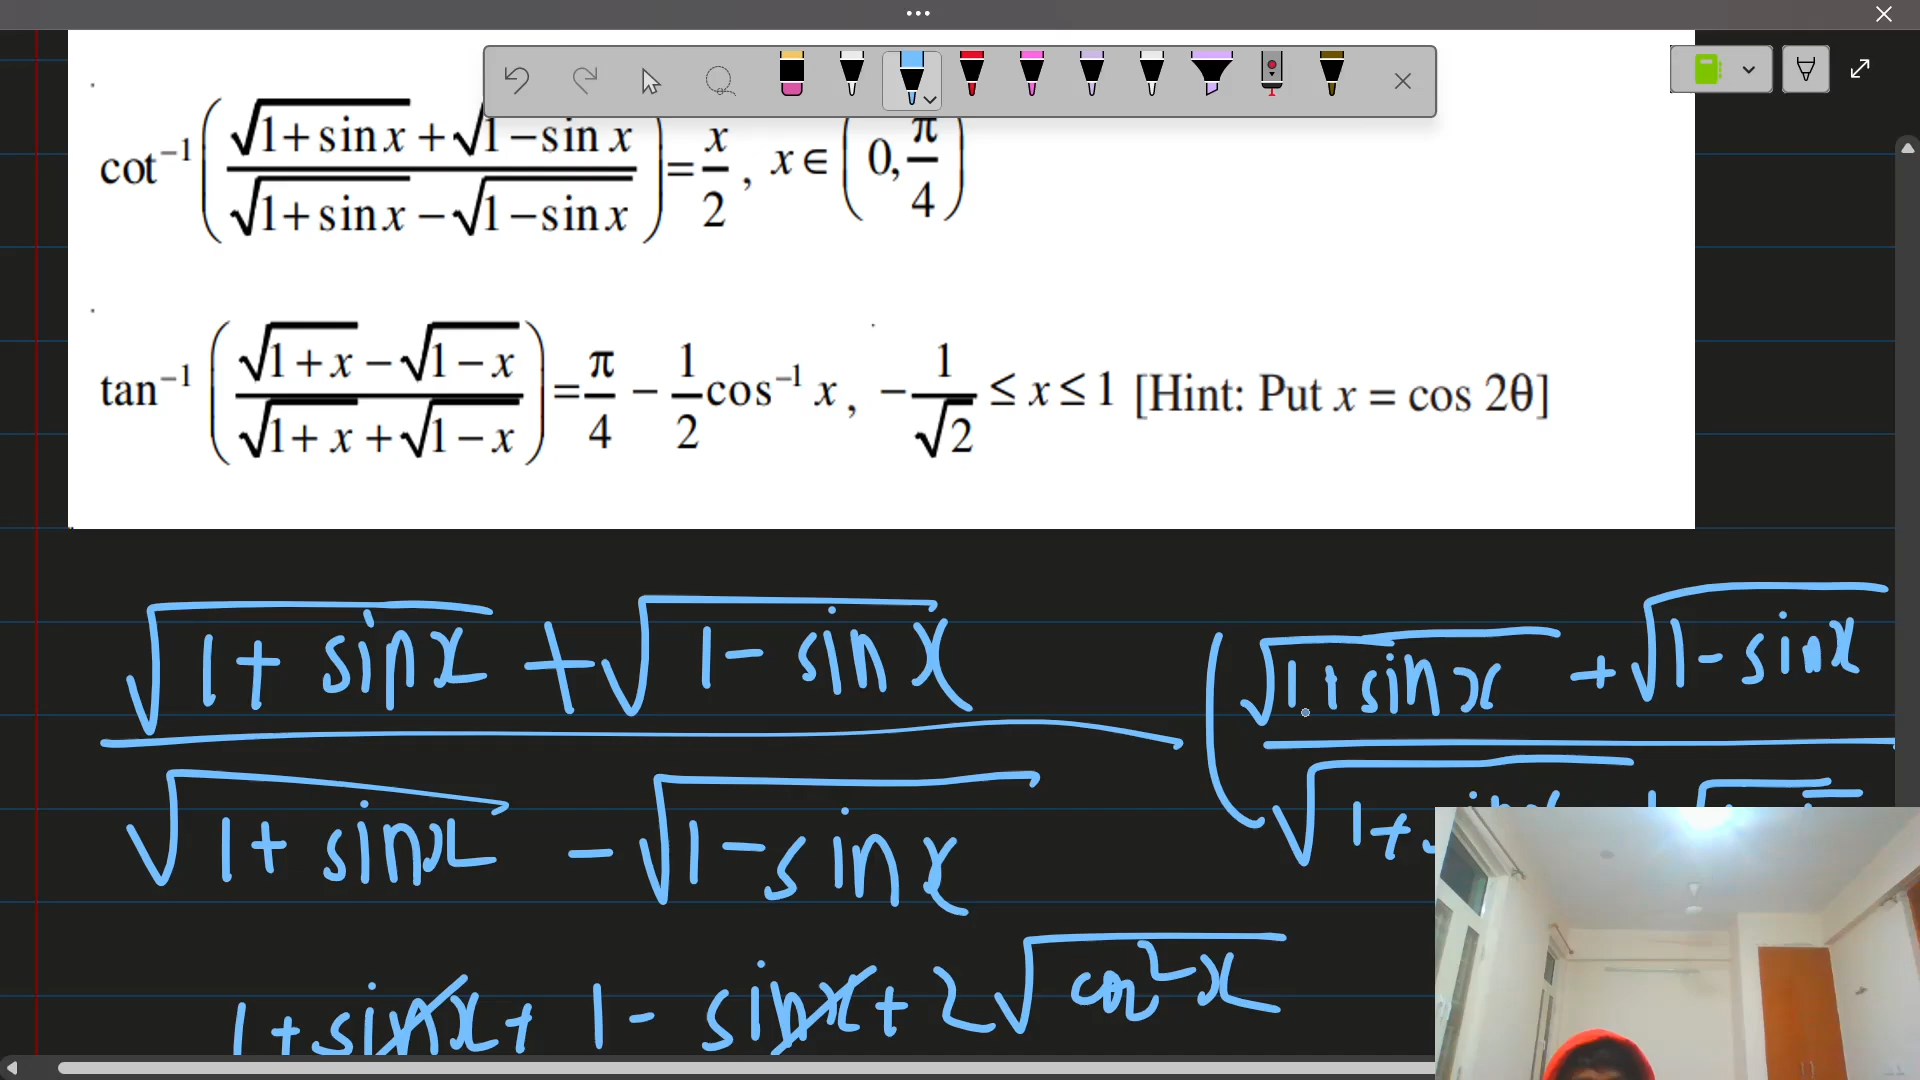 cot⁻¹ ( (√(1+sin x) + √(1−sin x)) / (√(1+sin x) − √(1−sin x)) ) = x/2, x ∈ (0, π/4)
tan⁻¹ ( (√(1+x) − √(1−x)) / (√(1+x) + √(1−x)) ) = π/4 − 1/2 cos⁻¹ x, −1/√2 ≤ x ≤ 1 [Hint: Put x = cos 2θ]
√(1+ sinx) + √(1− sinx)
√(1+ sinx) − √(1−sinx)
(√(1+sinx) + √(1−sinx)
√(1+
1+sinx+ 1− sinx+ 2√(cos²x)